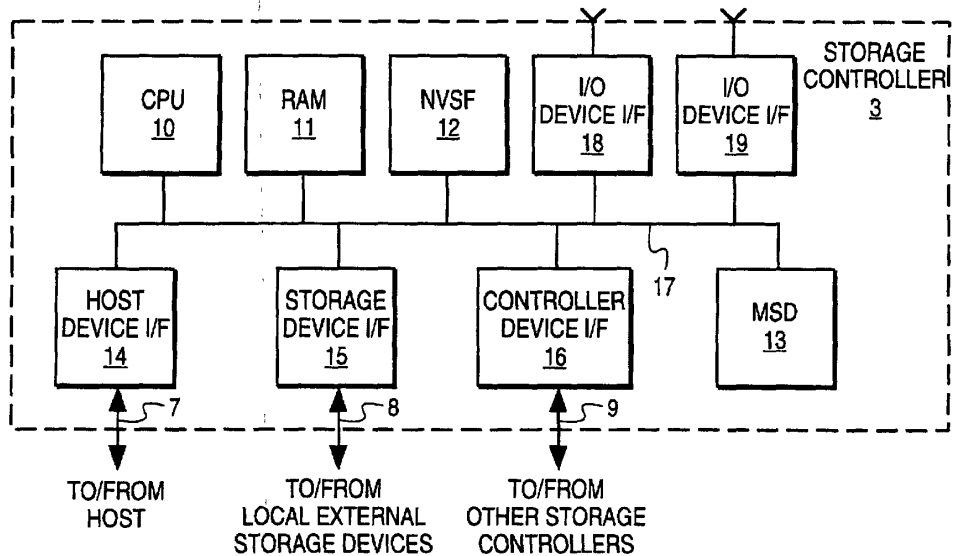 STORAGE
CONTROLLER
3
CPU
10
RAM
11
NVSF
12
I/O
DEVICE I/F
18
I/O
DEVICE I/F
19
17
HOST
DEVICE I/F
14
STORAGE
DEVICE I/F
15
CONTROLLER
DEVICE I/F
16
MSD
13
7
8
9
TO/FROM
HOST
TO/FROM
LOCAL EXTERNAL
STORAGE DEVICES
TO/FROM
OTHER STORAGE
CONTROLLERS